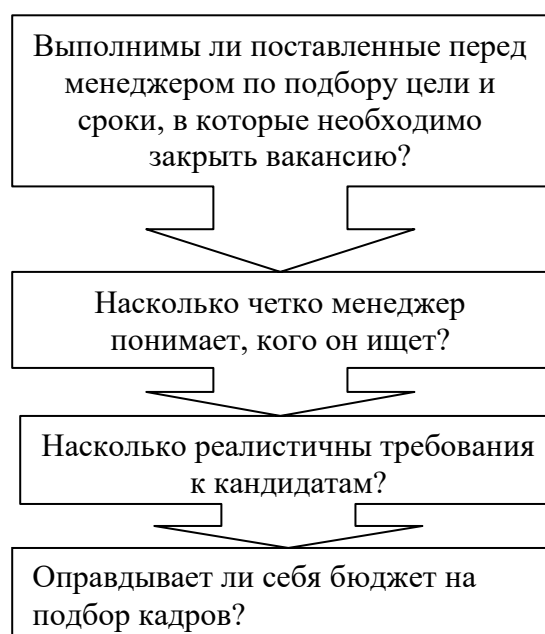 Выполнимы ли поставленные перед
менеджером по подбору цели и
сроки, в которые необходимо
закрыть вакансию?
Насколько четко менеджер
понимает, кого он ищет?
Насколько реалистичны требования
к кандидатам?
Оправдывает ли себя бюджет на
подбор кадров?